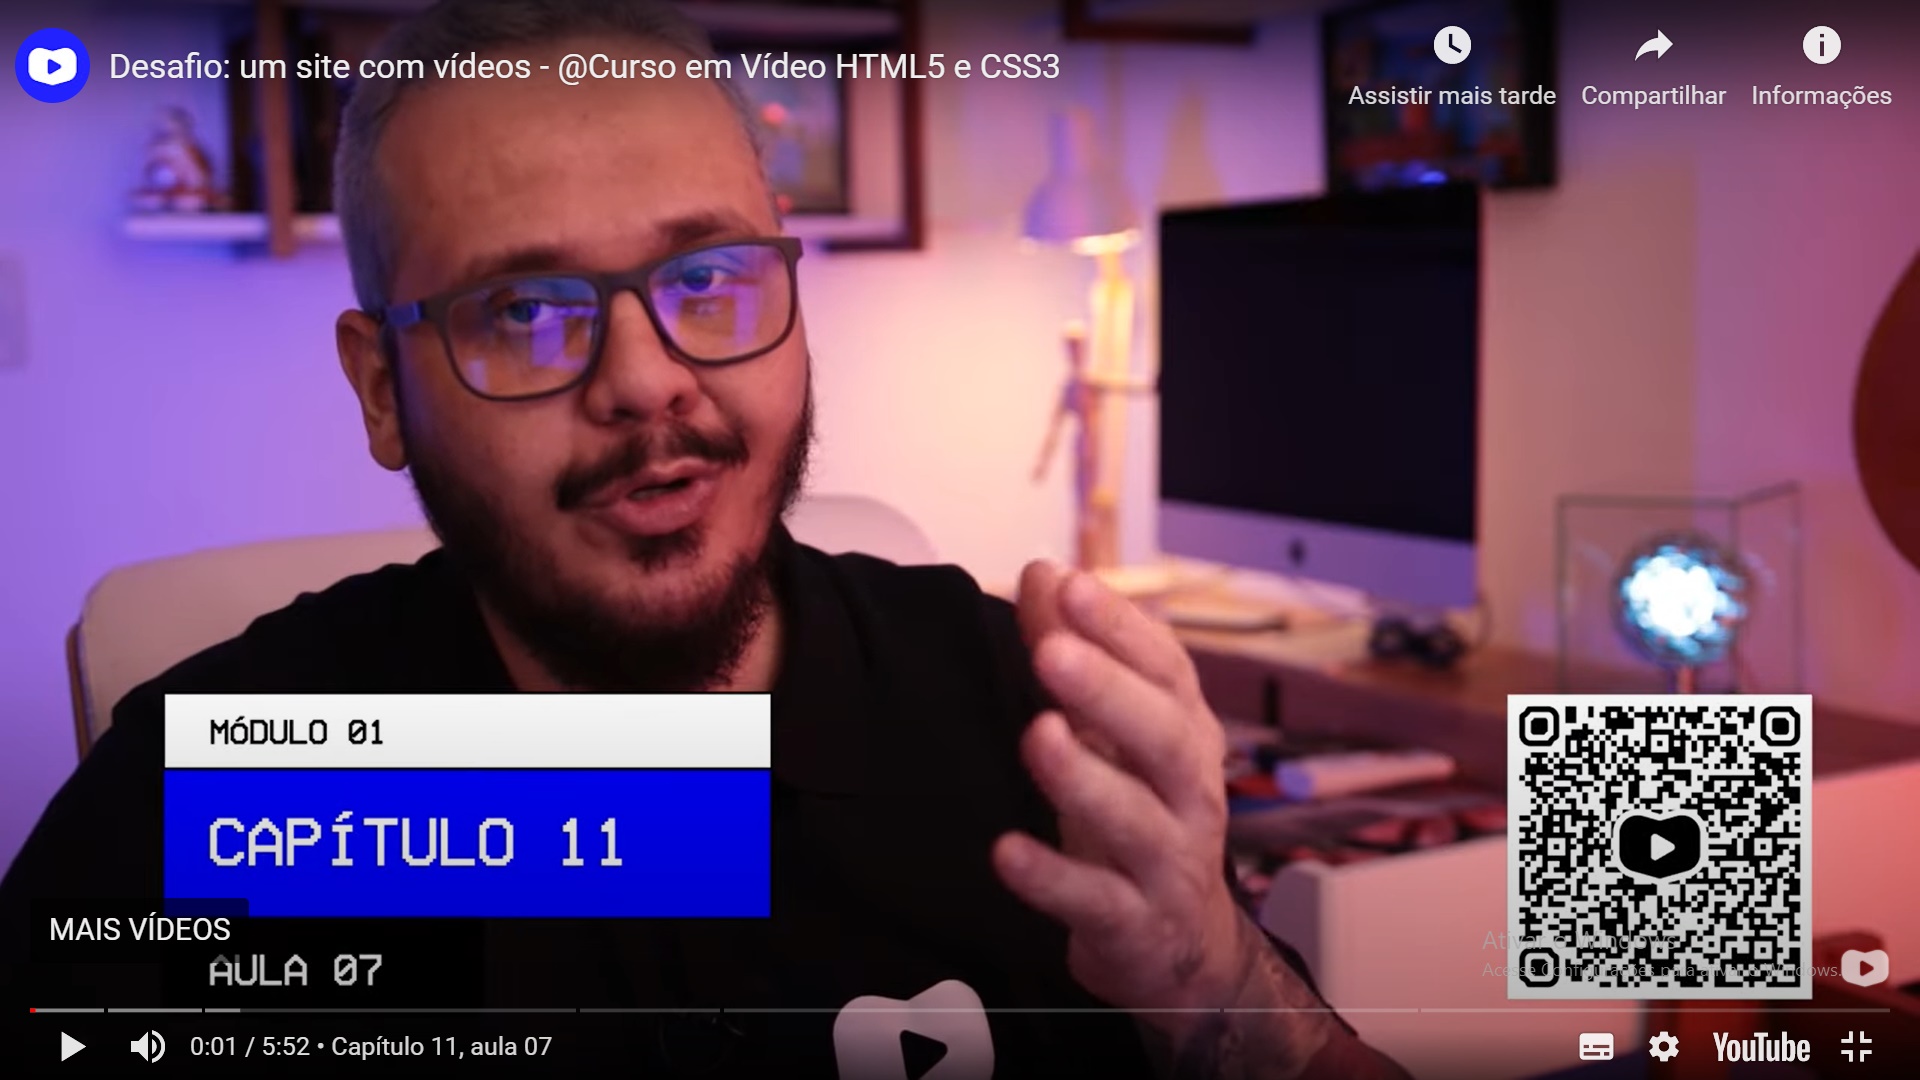 Desafio: um site com vídeos - @Curso em Vídeo HTML5 e CSS3
Assistir mais tarde
Compartilhar
Informações
MÓDULO 01
CAPÍTULO 11
MAIS VÍDEOS
AULA 07
Ativar o Windows
Acesse Configurações para ativar o Windows.
0:01 / 5:52 • Capítulo 11, aula 07
YouTube